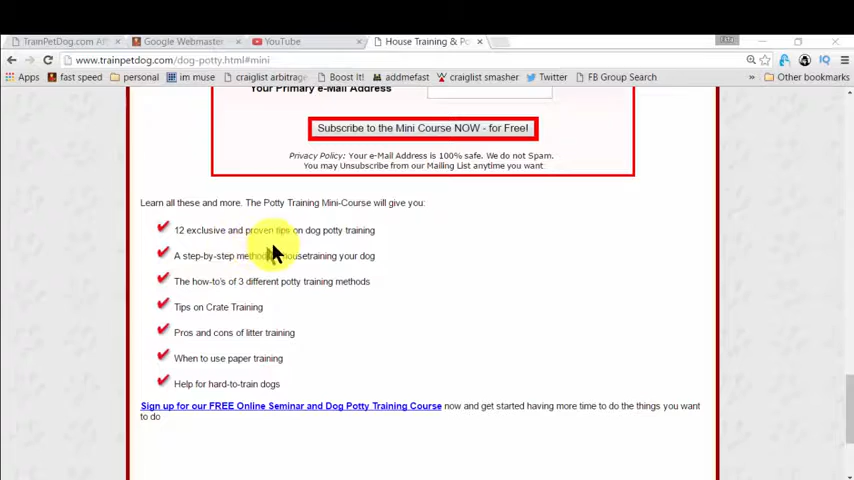 TrainPetDog.com Aff
Google Webmaster
YouTube
House Training & Po
www.trainpetdog.com/dog-potty.html#mini
Apps
fast speed
personal
im muse
craiglist arbitrage
Boost It!
addmefast
craiglist smasher
Twitter
FB Group Search
»
Other bookmarks
Your Primary e-Mail Address
Subscribe to the Mini Course NOW - for Free!
Privacy Policy: Your e-Mail Address is 100% safe. We do not Spam.
You may Unsubscribe from our Mailing List anytime you want
Learn all these and more. The Potty Training Mini-Course will give you:
12 exclusive and proven tips on dog potty training
A step-by-step method housetraining your dog
The how-to's of 3 different potty training methods
Tips on Crate Training
Pros and cons of litter training
When to use paper training
Help for hard-to-train dogs
Sign up for our FREE Online Seminar and Dog Potty Training Course now and get started having more time to do the things you want
to do